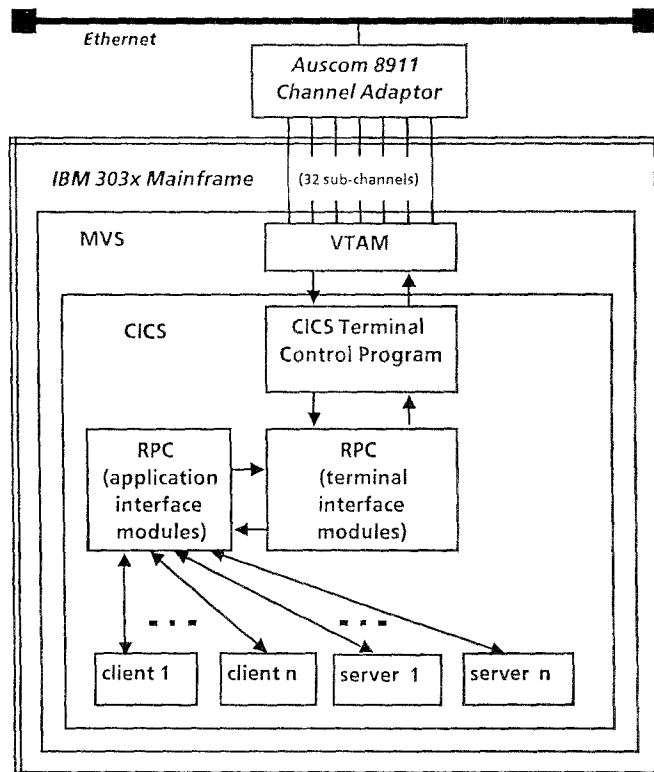 Ethernet
Auscom 8911
Channel Adaptor
IBM 303x Mainframe
(32 sub-channels)
MVS
VTAM
CICS
CICS Terminal
Control Program
RPC
(application
interface
modules)
RPC
(terminal
interface
modules)
client 1
client n
server 1
server n